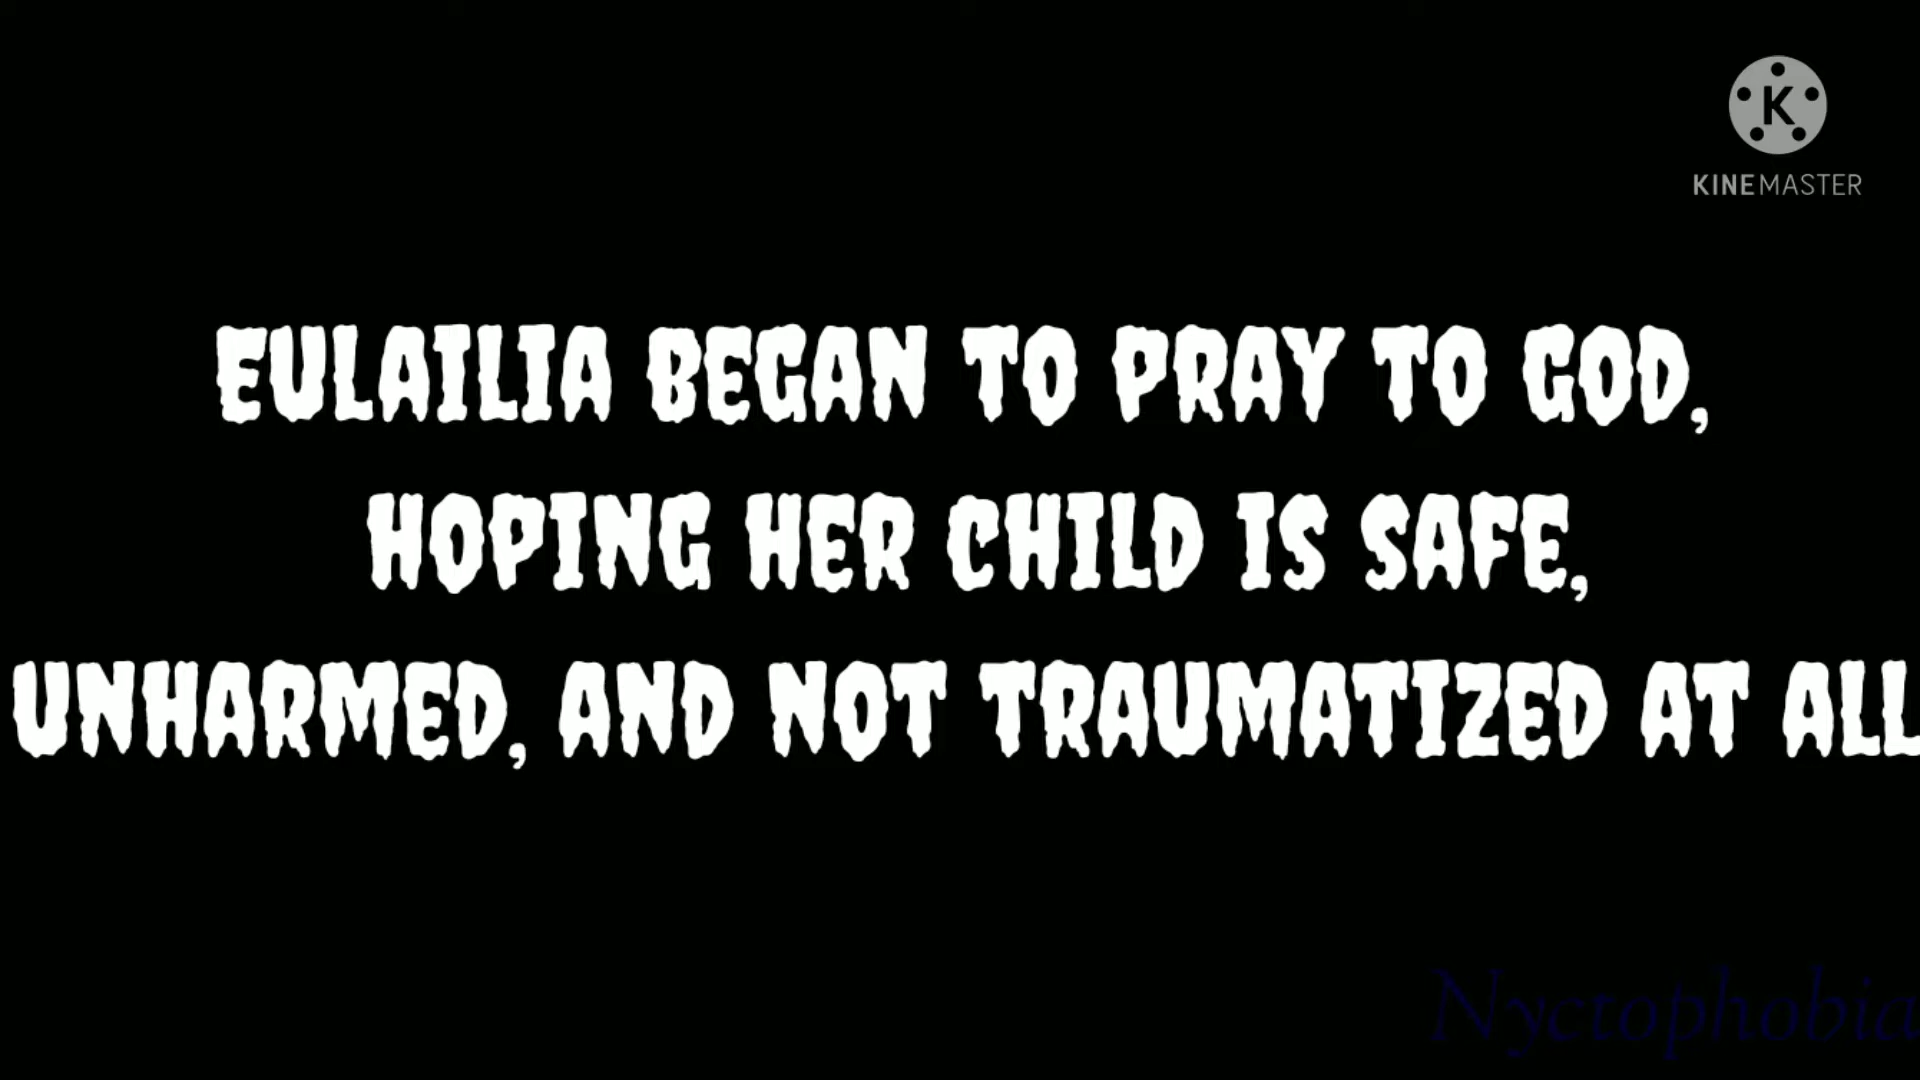 K
KINEMASTER
EULAILIA BEGAN TO PRAY TO GOD,
HOPING HER CHILD IS SAFE,
UNHARMED, AND NOT TRAUMATIZED AT ALL
Nyctophobia